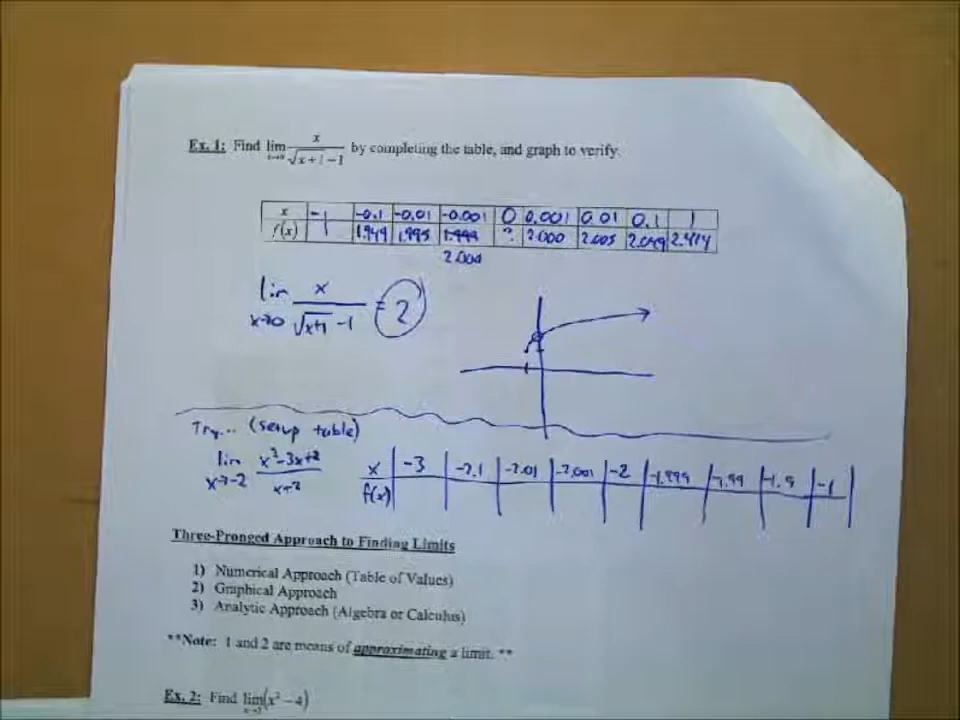 Ex. 1: Find lim x→0 x/(√(x+1) − 1) by completing the table, and graph to verify.
x | -1 | -0.1 | -0.01 | -0.001 | 0 | 0.001 | 0.01 | 0.1 | 1
f(x) | 1 | 1.949 | 1.995 | 1.999 | ? | 2.000 | 2.005 | 2.049 | 2.414
2.000
lim x→0 x/(√(x+1) − 1) = 2
Try... (setup table)
lim x→-2 x²-3x+2/x+2
x | -3 | -2.1 | -2.01 | -2.001 | -2 | -1.999 | -1.99 | -1.9 | -1
f(x)
Three-Pronged Approach to Finding Limits
1) Numerical Approach (Table of Values)
2) Graphical Approach
3) Analytic Approach (Algebra or Calculus)
**Note: 1 and 2 are means of approximating a limit. **
Ex. 2: Find lim (x² − 4)